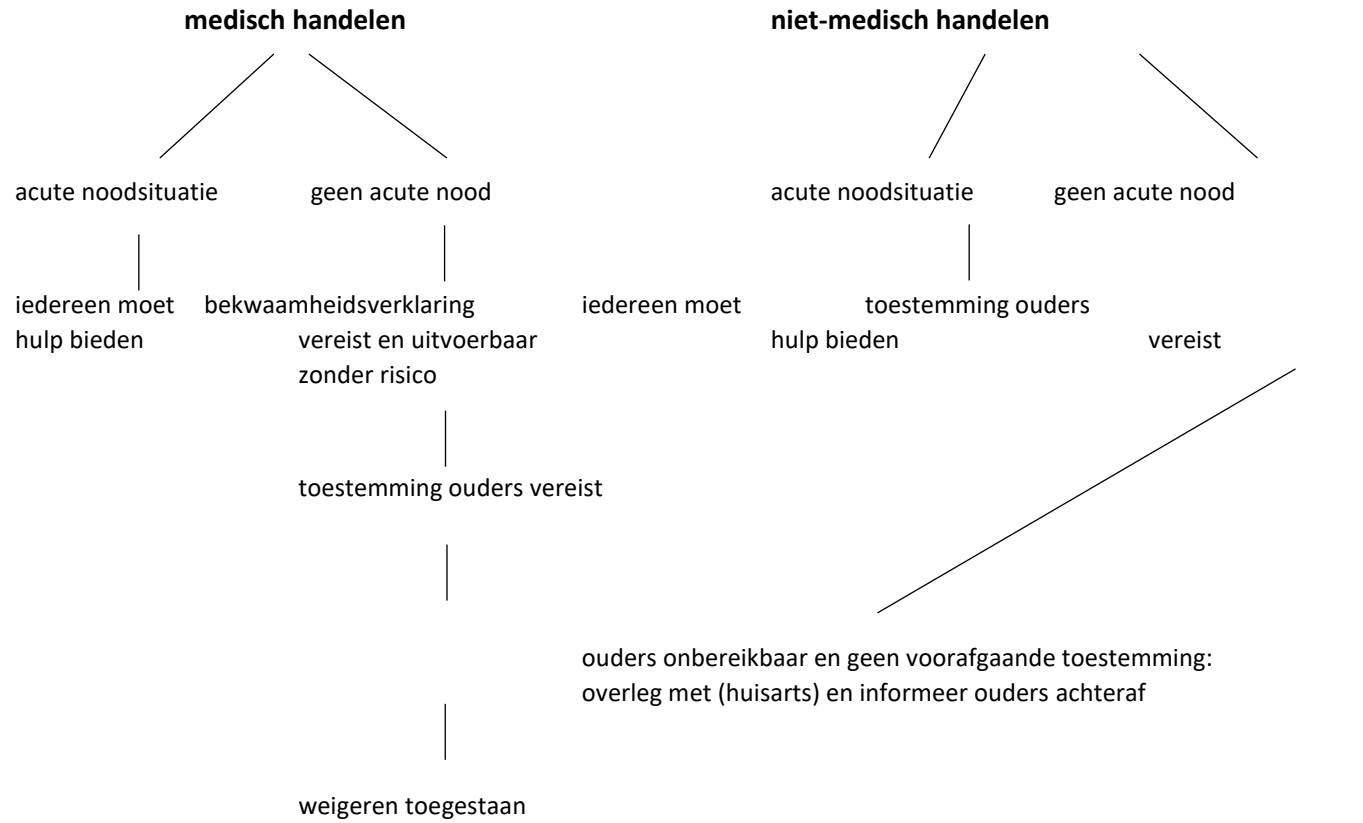 medisch handelen niet-medisch handelen
acute noodsituatie geen acute nood acute noodsituatie geen acute nood
iedereen moet bekwaamheidsverklaring iedereen moet toestemming ouders
hulp bieden vereist en uitvoerbaar hulp bieden vereist
zonder risico
toestemming ouders vereist
ouders onbereikbaar en geen voorafgaande toestemming:
overleg met (huisarts) en informeer ouders achteraf
weigeren toegestaan